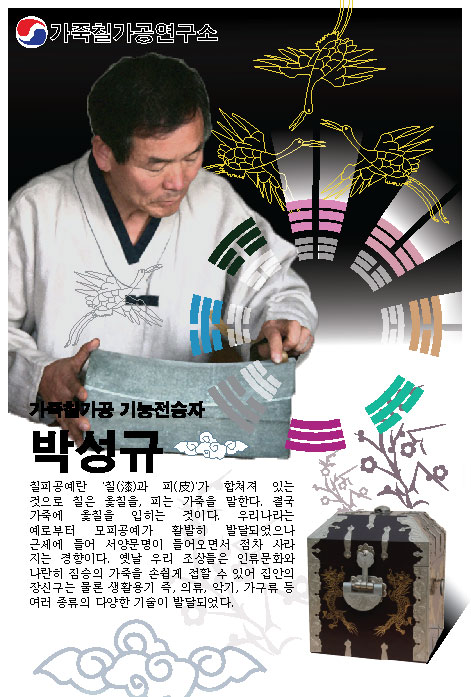 가죽칠가공연구소
가죽칠가공 기능전승자
박성규
칠피공예란 '칠(漆)과 피(皮)'가 합쳐져 있는
것으로 칠은 옻칠을, 피는 가죽을 말한다. 결국
가죽에 옻칠을 입히는 것이다. 우리나라는
예로부터 모피공예가 활발히 발달되었으나
근세에 들어 서양문명이 들어오면서 점차 사라
지는 경향이다. 옛날 우리 조상들은 인류문화와
나란히 짐승의 가죽을 손쉽게 접할 수 있어 집안의
장신구는 물론 생활용기 즉, 의류, 악기, 가구류 등
여러 종류의 다양한 기술이 발달되었다.